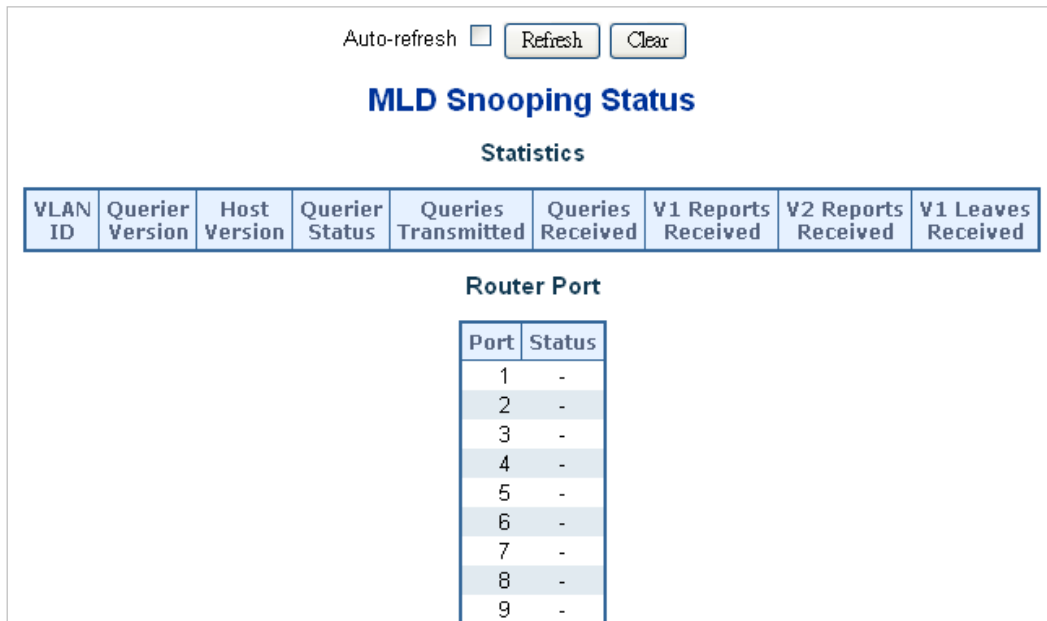 Auto-refresh Refresh Clear
MLD Snooping Status
Statistics
VLAN ID Querier Version Host Version Querier Status Queries Transmitted Queries Received V1 Reports Received V2 Reports Received V1 Leaves Received
Router Port
Port Status
1 -
2 -
3 -
4 -
5 -
6 -
7 -
8 -
9 -